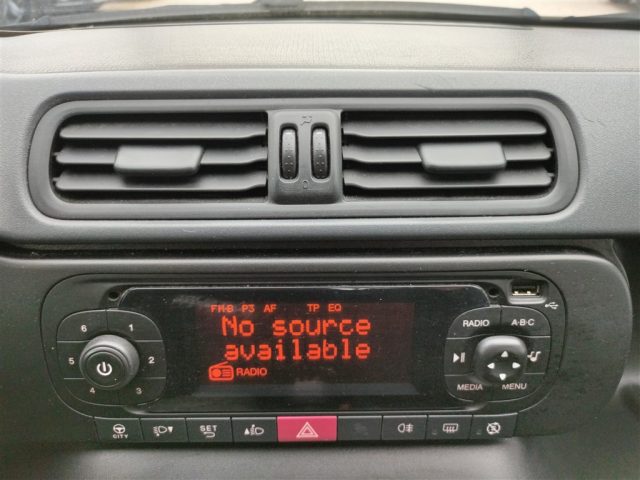 0
FM-B P3 AF TP EQ
No source
available
RADIO
6 1
5 2
4 3
RADIO A·B·C
MEDIA MENU
CITY
SET